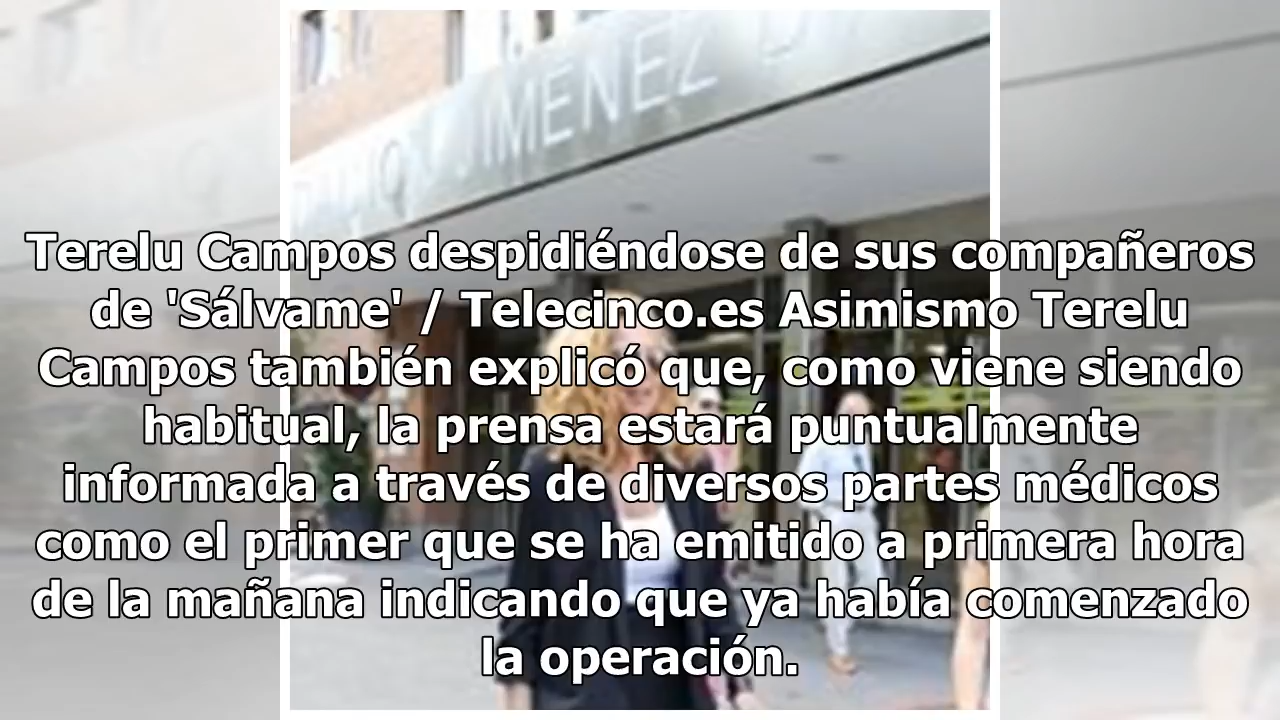 JIMÉNEZ
Terelu Campos despidiéndose de sus compañeros
de 'Sálvame' / Telecinco.es Asimismo Terelu
Campos también explicó que, como viene siendo
habitual, la prensa estará puntualmente
informada a través de diversos partes médicos
como el primer que se ha emitido a primera hora
de la mañana indicando que ya había comenzado
la operación.